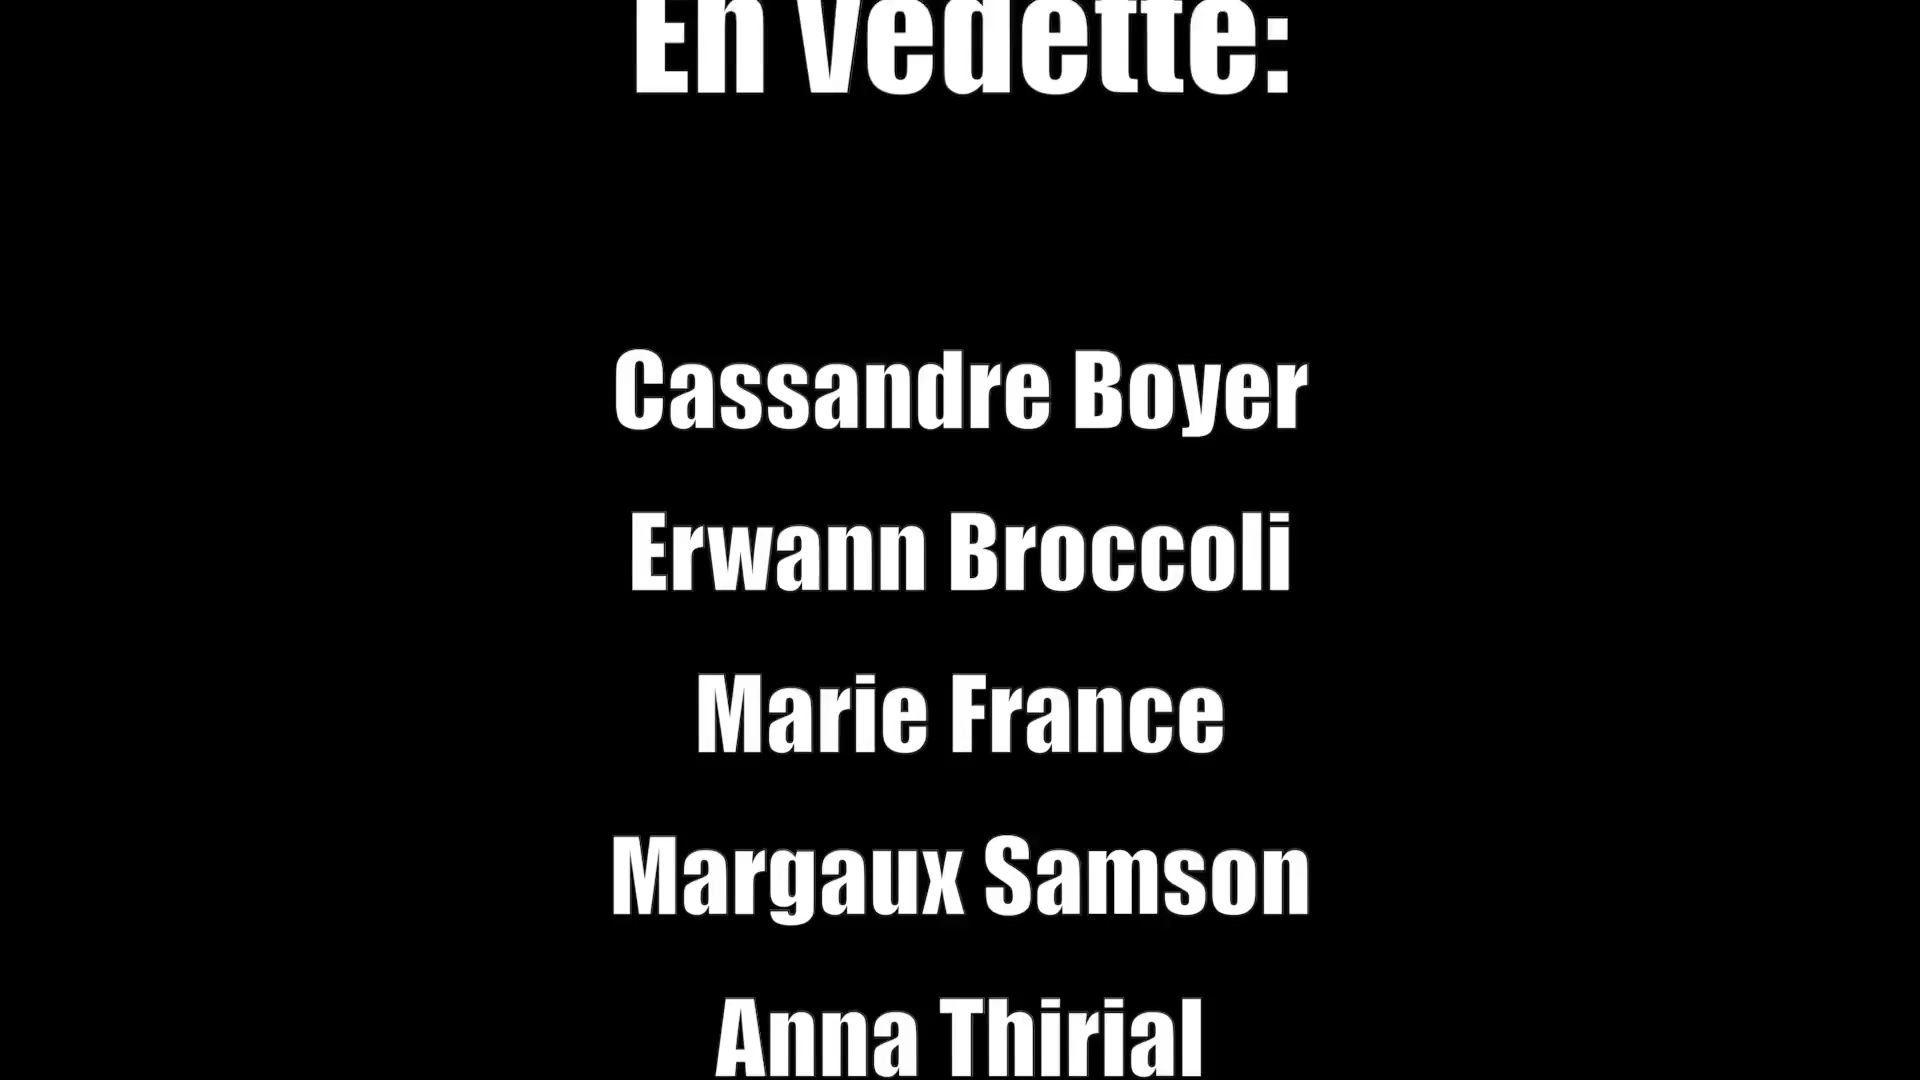 En vedette:
Cassandre Boyer
Erwann Broccoli
Marie France
Margaux Samson
Anna Thirial